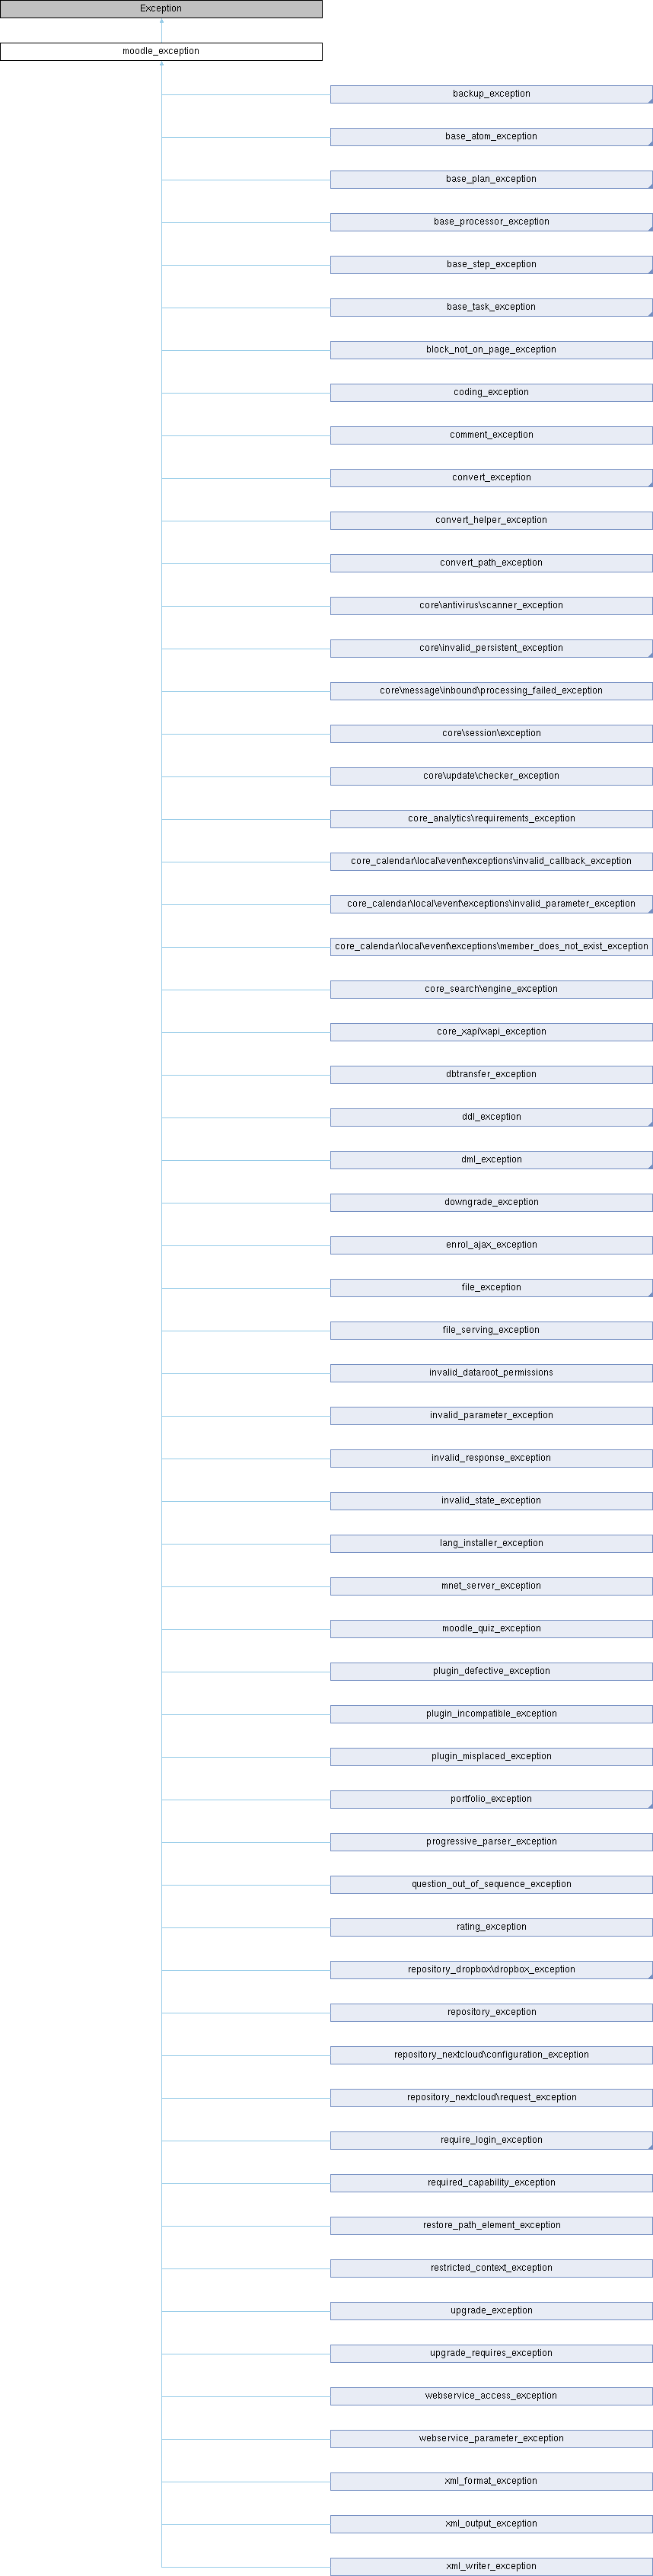 Exception
moodle_exception
backup_exception
base_atom_exception
base_plan_exception
base_processor_exception
base_step_exception
base_task_exception
block_not_on_page_exception
coding_exception
comment_exception
convert_exception
convert_helper_exception
convert_path_exception
core\antivirus\scanner_exception
core\invalid_persistent_exception
core\message\inbound\processing_failed_exception
core\session\exception
core\update\checker_exception
core_analytics\requirements_exception
core_calendar\local\event\exceptions\invalid_callback_exception
core_calendar\local\event\exceptions\invalid_parameter_exception
core_calendar\local\event\exceptions\member_does_not_exist_exception
core_search\engine_exception
core_xapi\xapi_exception
dbtransfer_exception
ddl_exception
dml_exception
downgrade_exception
enrol_ajax_exception
file_exception
file_serving_exception
invalid_dataroot_permissions
invalid_parameter_exception
invalid_response_exception
invalid_state_exception
lang_installer_exception
mnet_server_exception
moodle_quiz_exception
plugin_defective_exception
plugin_incompatible_exception
plugin_misplaced_exception
portfolio_exception
progressive_parser_exception
question_out_of_sequence_exception
rating_exception
repository_dropbox\dropbox_exception
repository_exception
repository_nextcloud\configuration_exception
repository_nextcloud\request_exception
require_login_exception
required_capability_exception
restore_path_element_exception
restricted_context_exception
upgrade_exception
upgrade_requires_exception
webservice_access_exception
webservice_parameter_exception
xml_format_exception
xml_output_exception
xml_writer_exception